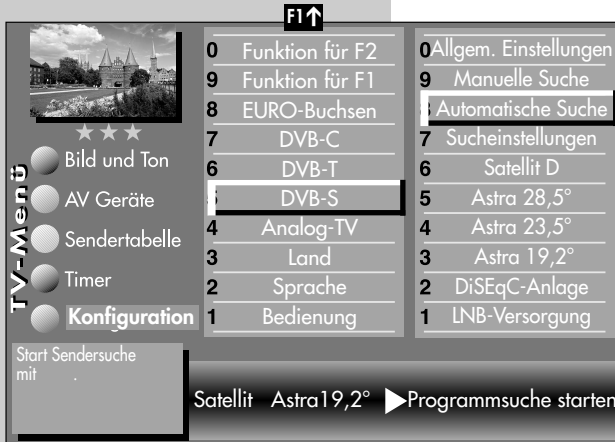 F1↑
TV-Menü
Bild und Ton
AV Geräte
Sendertabelle
Timer
Konfiguration
0 Funktion für F2
9 Funktion für F1
8 EURO-Buchsen
7 DVB-C
6 DVB-T
DVB-S
4 Analog-TV
3 Land
2 Sprache
1 Bedienung
0 Allgem. Einstellungen
9 Manuelle Suche
Automatische Suche
7 Sucheinstellungen
6 Satellit D
5 Astra 28,5°
4 Astra 23,5°
3 Astra 19,2°
2 DiSEqC-Anlage
1 LNB-Versorgung
Start Sendersuche
mit .
Satellit Astra19,2° ▶Programmsuche starten